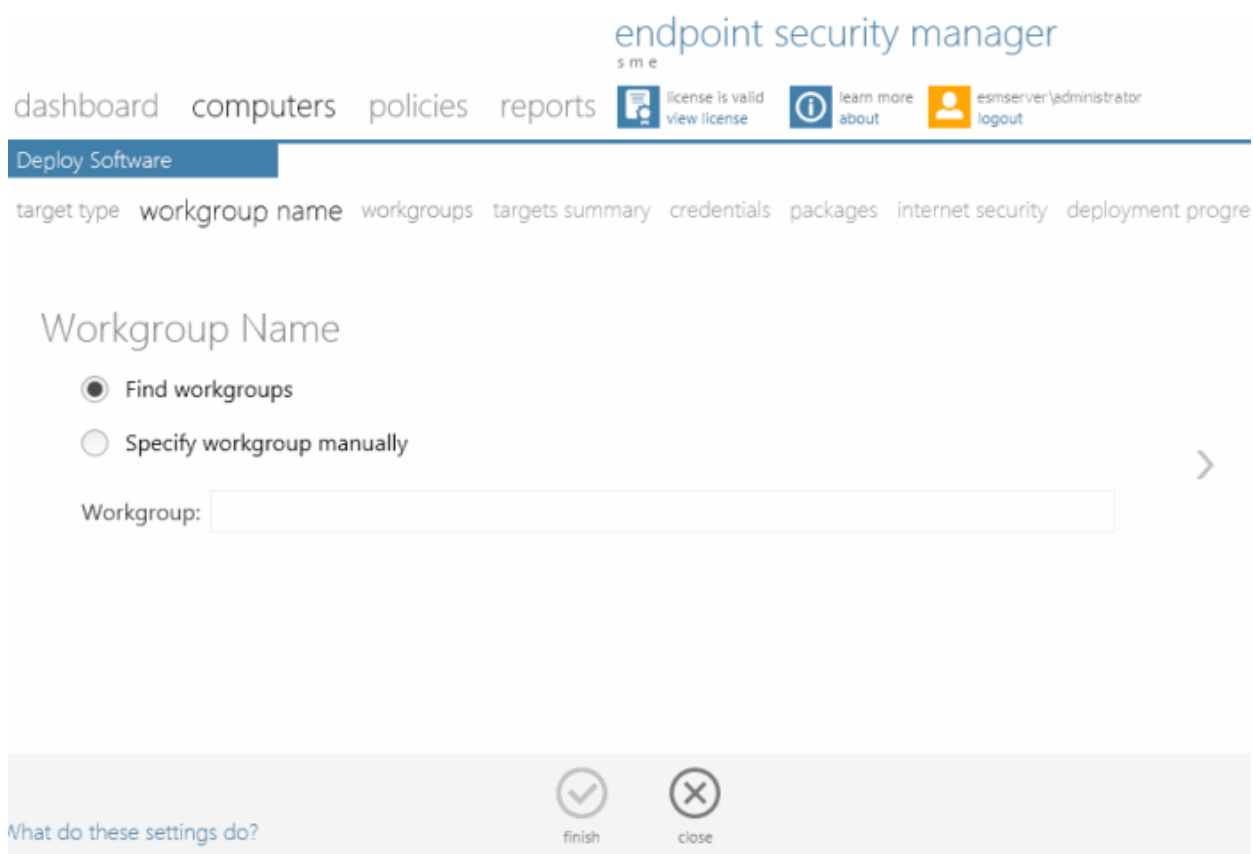 endpoint security manager
sme
dashboard computers policies reports
license is valid
view license
learn more
about
esmserver\administrator
logout
Deploy Software
target type workgroup name workgroups targets summary credentials packages internet security deployment progre
Workgroup Name
Find workgroups
Specify workgroup manually
Workgroup:
finish
close
What do these settings do?